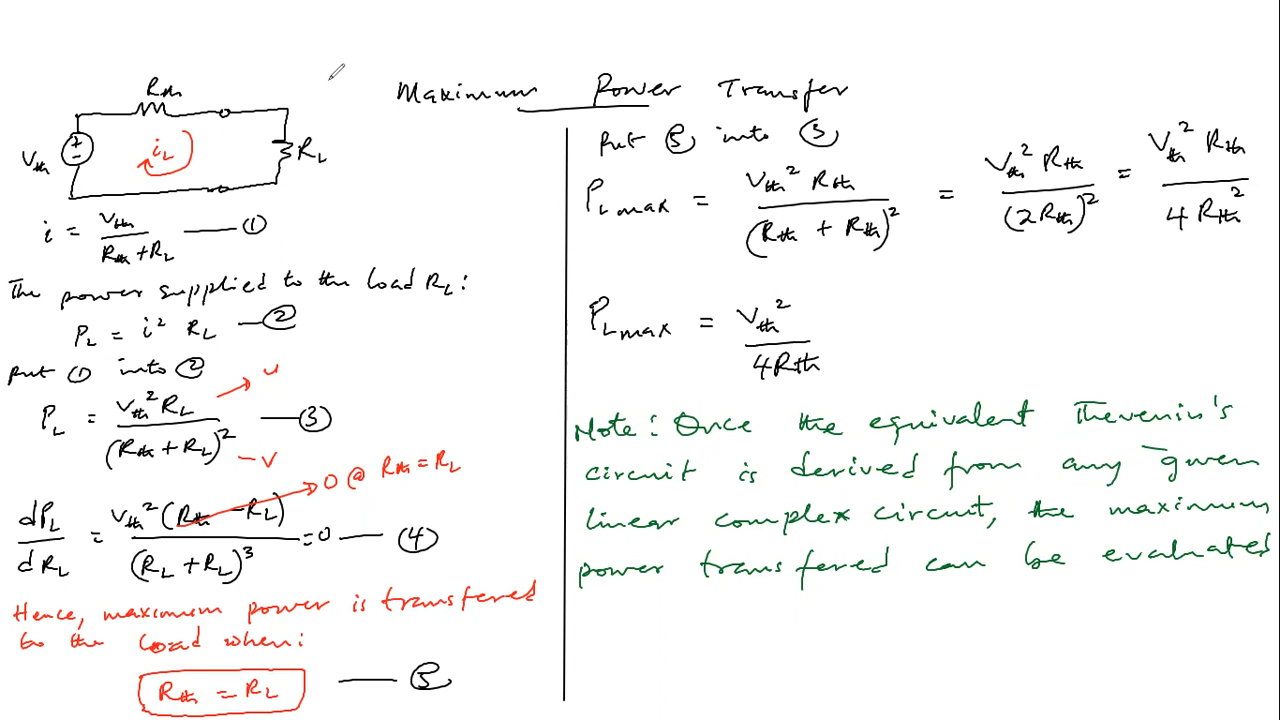 Maximum Power Transfer
Rth
Vth
+
-
iL
RL
i = Vth / (Rth + RL) — ①
The power supplied to the load RL:
PL = i² RL — ②
Put ① into ②
PL = Vth² RL / (Rth + RL)² — ③
u
v
dPL/dRL = Vth² (Rth - RL) / (RL + RL)³ = 0 — ④
0 @ Rth = RL
Hence, maximum power is transfered
to the load when:
Rth = RL — ⑤
Put ⑤ into ③
PLmax = Vth² Rth / (Rth + Rth)² = Vth² Rth / (2Rth)² = Vth² Rth / 4Rth²
PLmax = Vth² / 4Rth
Note: Once the equivalent Thevenin's
circuit is derived from any given
linear complex circuit, the maximum
power transfered can be evaluated